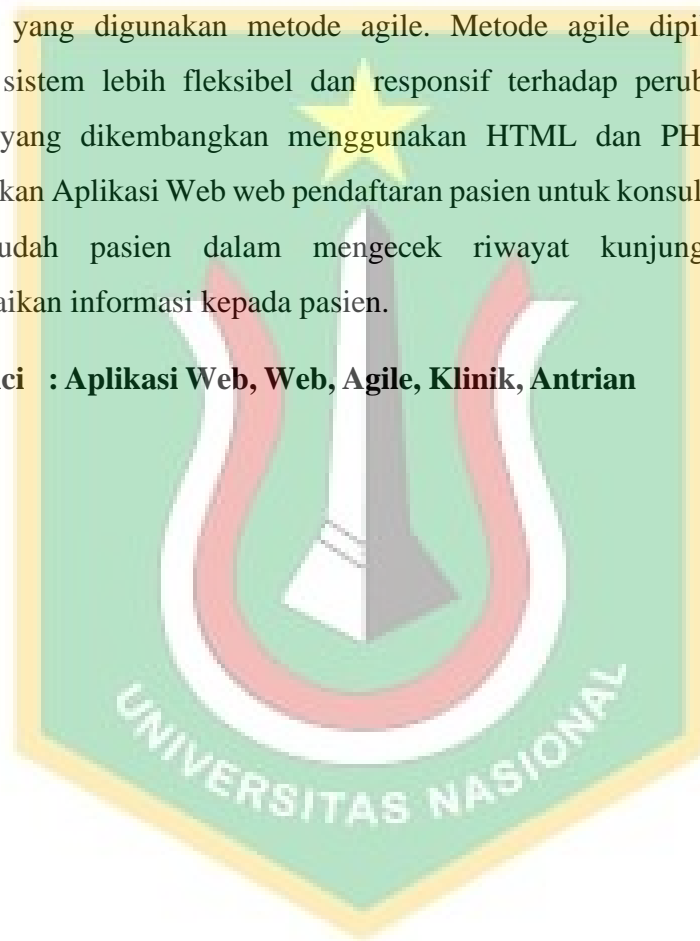 yang digunakan metode agile. Metode agile dipi
sistem lebih fleksibel dan responsif terhadap perub
yang dikembangkan menggunakan HTML dan PH
kan Aplikasi Web web pendaftaran pasien untuk konsul
udah pasien dalam mengecek riwayat kunjung
aikan informasi kepada pasien.
ci : Aplikasi Web, Web, Agile, Klinik, Antrian
UNIVERSITAS NASIONAL